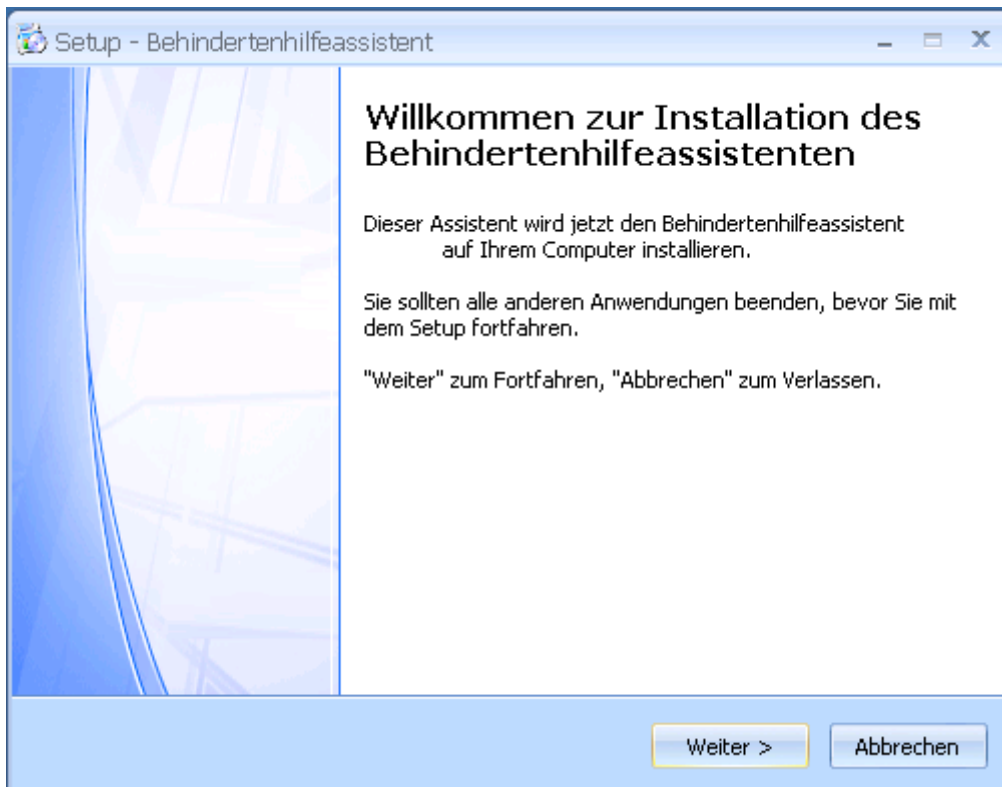 Setup - Behindertenhilfeassistent
Willkommen zur Installation des
Behindertenhilfeassistenten
Dieser Assistent wird jetzt den Behindertenhilfeassistent
auf Ihrem Computer installieren.
Sie sollten alle anderen Anwendungen beenden, bevor Sie mit
dem Setup fortfahren.
"Weiter" zum Fortfahren, "Abbrechen" zum Verlassen.
Weiter >
Abbrechen